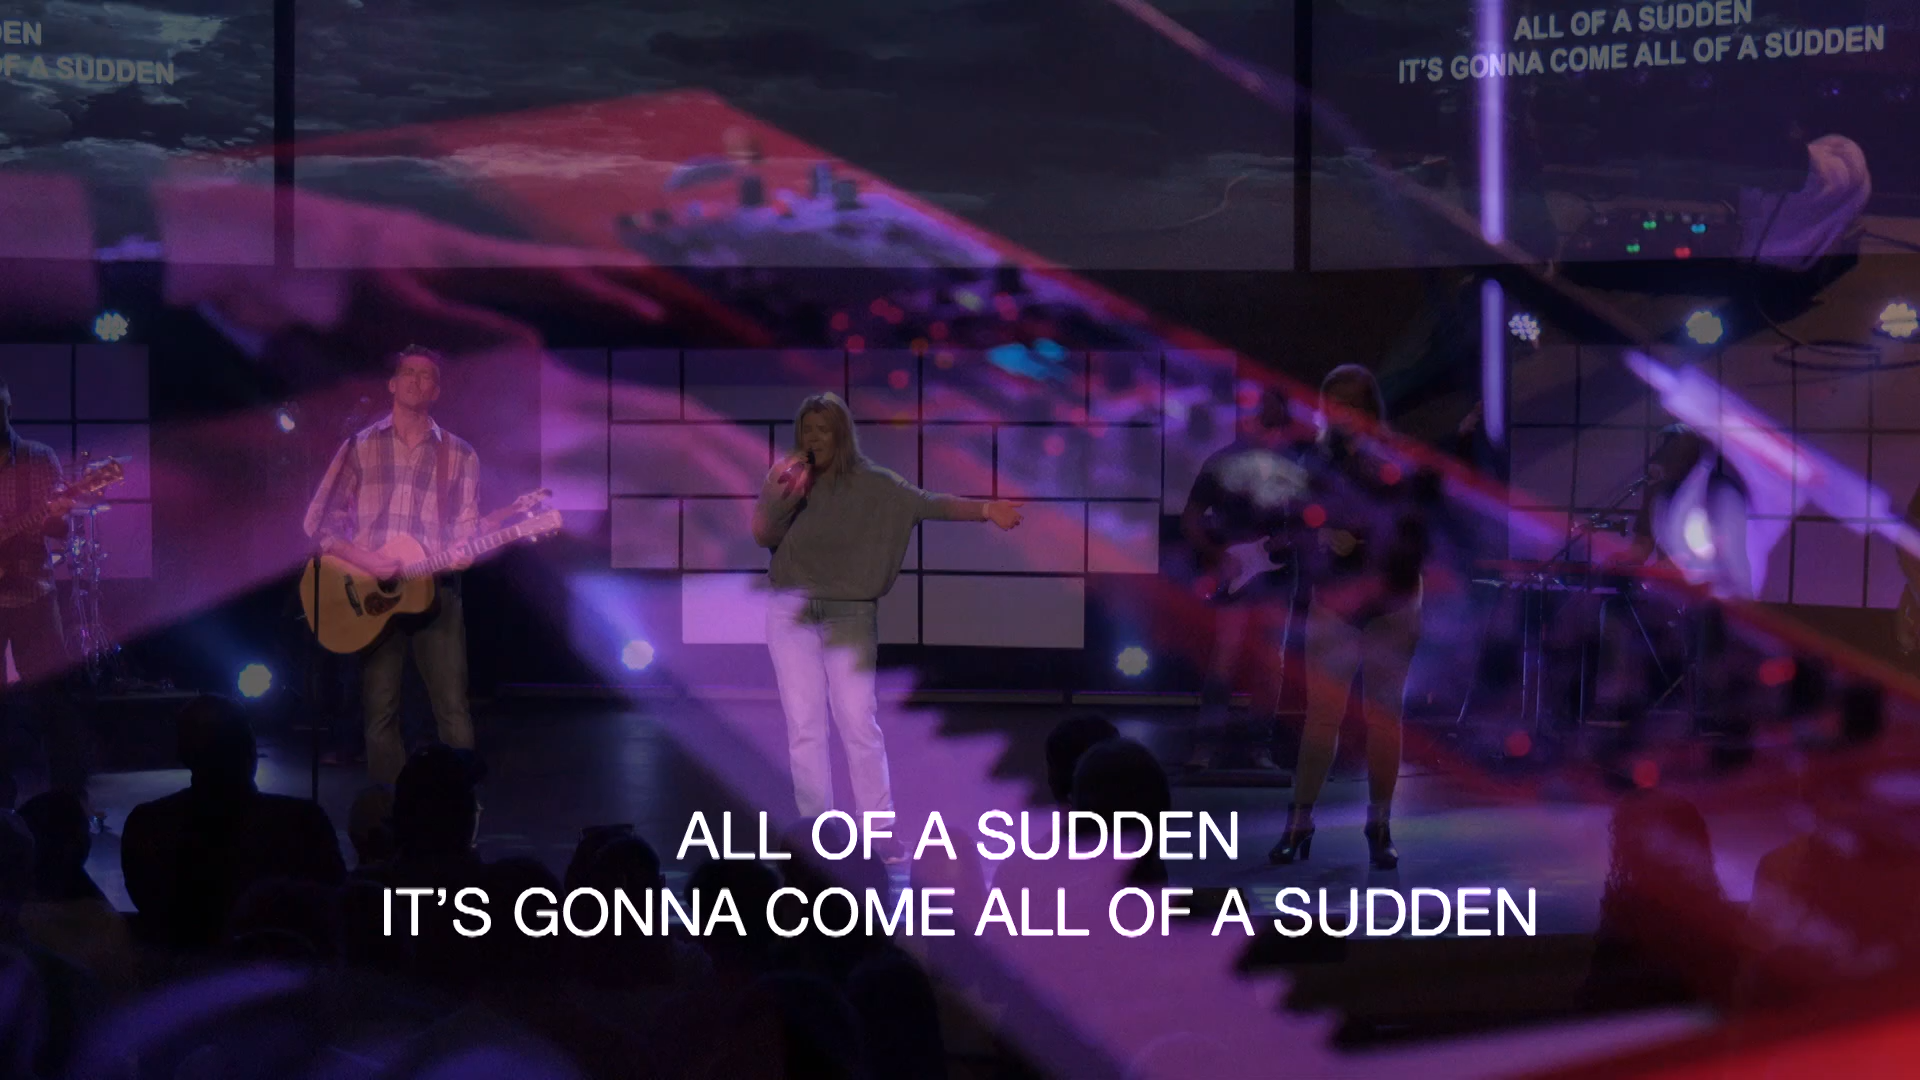 EN
OF A SUDDEN
ALL OF A SUDDEN
IT'S GONNA COME ALL OF A SUDDEN
ALL OF A SUDDEN
IT'S GONNA COME ALL OF A SUDDEN